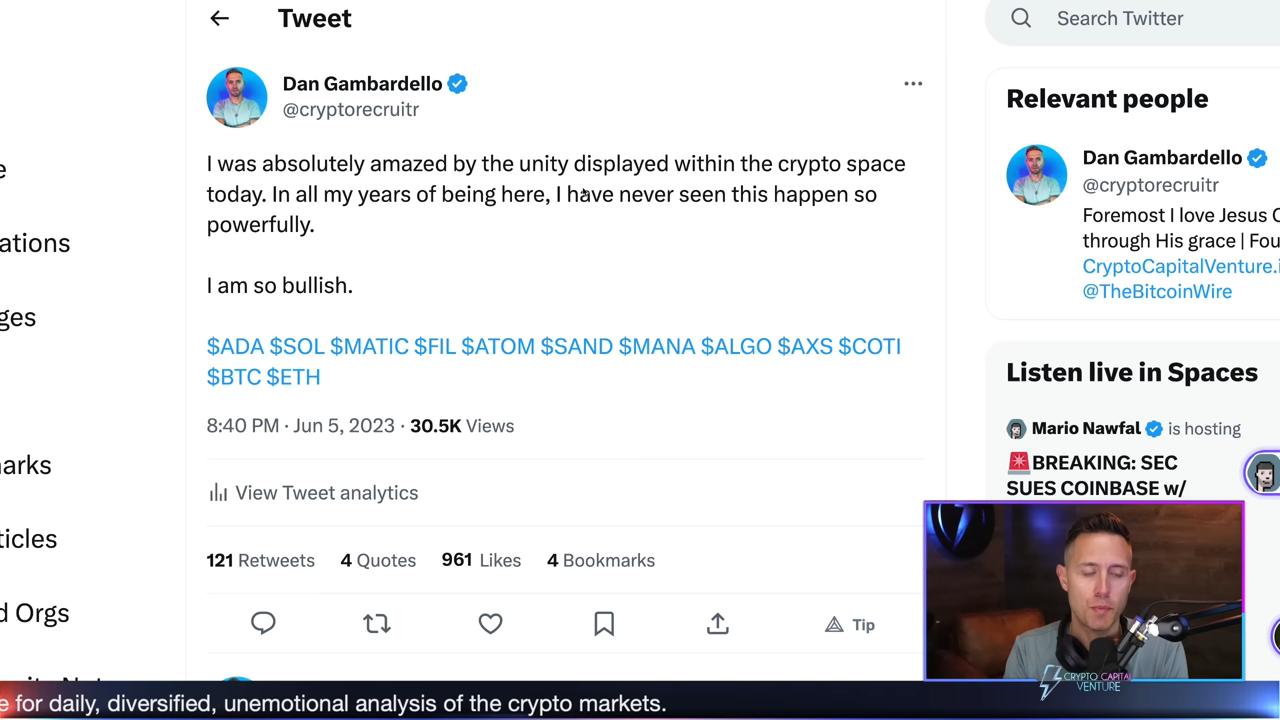 Tweet
Search Twitter
Dan Gambardello
@cryptorecruitr
I was absolutely amazed by the unity displayed within the crypto space
today. In all my years of being here, I have never seen this happen so
powerfully.
I am so bullish.
$ADA $SOL $MATIC $FIL $ATOM $SAND $MANA $ALGO $AXS $COTI
$BTC $ETH
8:40 PM · Jun 5, 2023 · 30.5K Views
View Tweet analytics
121 Retweets 4 Quotes 961 Likes 4 Bookmarks
Tip
Relevant people
Dan Gambardello
@cryptorecruitr
Foremost I love Jesus C
through His grace | Fou
CryptoCapitalVenture.i
@TheBitcoinWire
Listen live in Spaces
Mario Nawfal is hosting
🚨BREAKING: SEC
SUES COINBASE w/
e
ations
ges
arks
ticles
d Orgs
CRYPTO CAPITAL
VENTURE
e for daily, diversified, unemotional analysis of the crypto markets.